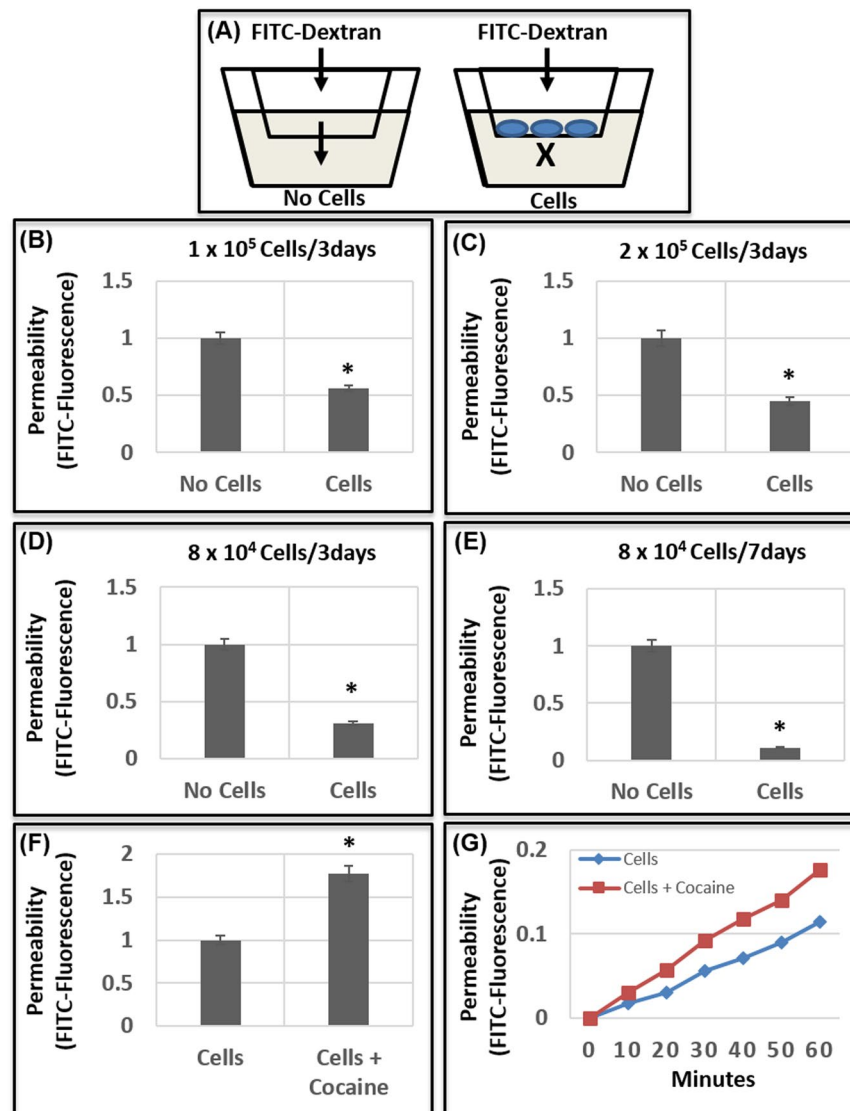 (A)
FITC-Dextran
FITC-Dextran
X
No Cells
Cells
(B)
1 x 10⁵ Cells/3days
Permeability
(FITC-Fluorescence)
1.5
1
0.5
0
*
No Cells
Cells
(C)
2 x 10⁵ Cells/3days
Permeability
(FITC-Fluorescence)
1.5
1
0.5
0
*
No Cells
Cells
(D)
8 x 10⁴ Cells/3days
Permeability
(FITC-Fluorescence)
1.5
1
0.5
0
*
No Cells
Cells
(E)
8 x 10⁴ Cells/7days
Permeability
(FITC-Fluorescence)
1.5
1
0.5
0
*
No Cells
Cells
(F)
Permeability
(FITC-Fluorescence)
2
1.5
1
0.5
0
*
Cells
Cells +
Cocaine
(G)
Permeability
(FITC-Fluorescence)
0.2
0.1
0
Cells
Cells + Cocaine
0 10 20 30 40 50 60
Minutes